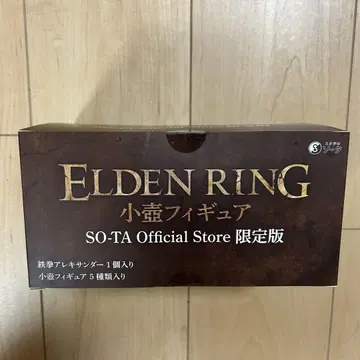 ELDEN RING
小壺フィギュア
SO-TA Official Store 限定版
鉄拳アレキサンダー 1 個入り
小壺フィギュア 5 種類入り